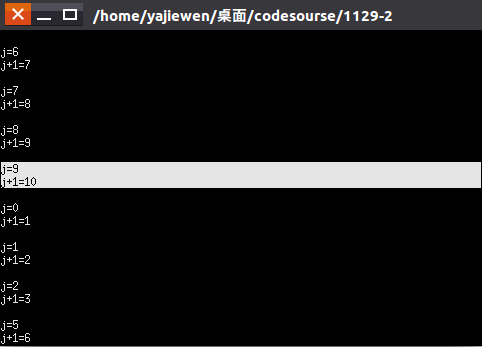 /home/yajiewen/桌面/codesourse/1129-2
j=6
j+1=7
j=7
j+1=8
j=8
j+1=9
j=9
j+1=10
j=0
j+1=1
j=1
j+1=2
j=2
j+1=3
j=5
j+1=6